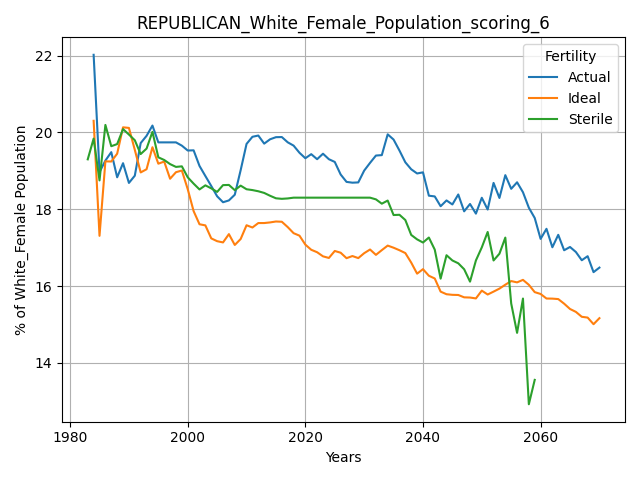 REPUBLICAN_White_Female_Population_scoring_6
Fertility
Actual
Ideal
Sterile
% of White_Female Population
22
20
18
16
14
1980
2000
2020
2040
2060
Years